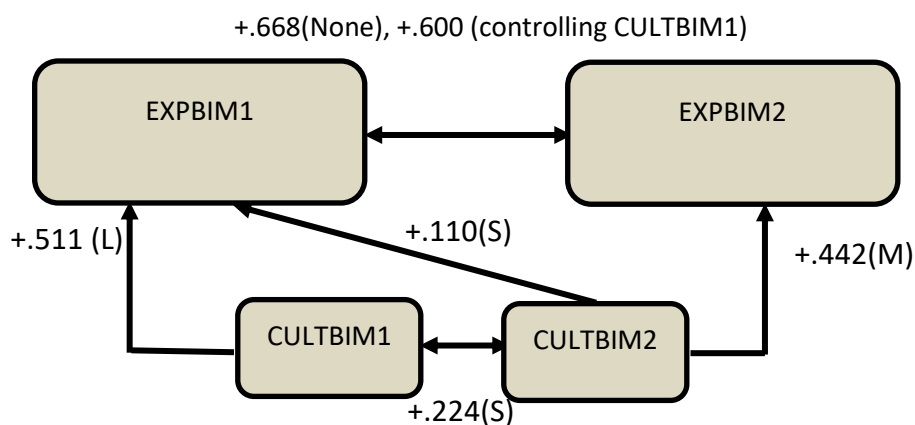 +.668(None), +.600 (controlling CULTBIM1)
EXPBIM1
EXPBIM2
+.511 (L)
+.110(S)
+.442(M)
CULTBIM1
CULTBIM2
+.224(S)